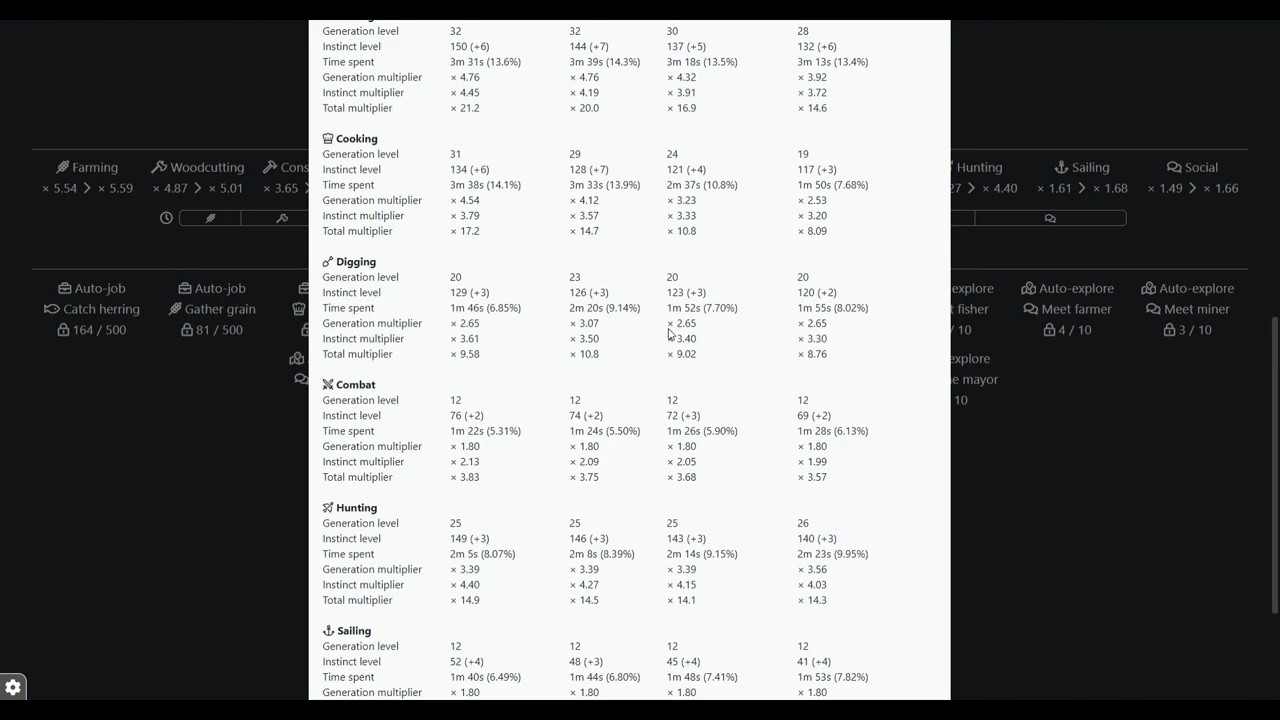 Generation level 32 32 30 28
Instinct level 150 (+6) 144 (+7) 137 (+5) 132 (+6)
Time spent 3m 31s (13.6%) 3m 39s (14.3%) 3m 18s (13.5%) 3m 13s (13.4%)
Generation multiplier × 4.76 × 4.76 × 4.32 × 3.92
Instinct multiplier × 4.45 × 4.19 × 3.91 × 3.72
Total multiplier × 21.2 × 20.0 × 16.9 × 14.6
Cooking
Generation level 31 29 24 19
Instinct level 134 (+6) 128 (+7) 121 (+4) 117 (+3)
Time spent 3m 38s (14.1%) 3m 33s (13.9%) 2m 37s (10.8%) 1m 50s (7.68%)
Generation multiplier × 4.54 × 4.12 × 3.23 × 2.53
Instinct multiplier × 3.79 × 3.57 × 3.33 × 3.20
Total multiplier × 17.2 × 14.7 × 10.8 × 8.09
Digging
Generation level 20 23 20 20
Instinct level 129 (+3) 126 (+3) 123 (+3) 120 (+2)
Time spent 1m 46s (6.85%) 2m 20s (9.14%) 1m 52s (7.70%) 1m 55s (8.02%)
Generation multiplier × 2.65 × 3.07 × 2.65 × 2.65
Instinct multiplier × 3.61 × 3.50 3.40 × 3.30
Total multiplier × 9.58 × 10.8 × 9.02 × 8.76
Combat
Generation level 12 12 12 12
Instinct level 76 (+2) 74 (+2) 72 (+3) 69 (+2)
Time spent 1m 22s (5.31%) 1m 24s (5.50%) 1m 26s (5.90%) 1m 28s (6.13%)
Generation multiplier × 1.80 × 1.80 × 1.80 × 1.80
Instinct multiplier × 2.13 × 2.09 × 2.05 × 1.99
Total multiplier × 3.83 × 3.75 × 3.68 × 3.57
Hunting
Generation level 25 25 25 26
Instinct level 149 (+3) 146 (+3) 143 (+3) 140 (+3)
Time spent 2m 5s (8.07%) 2m 8s (8.39%) 2m 14s (9.15%) 2m 23s (9.95%)
Generation multiplier × 3.39 × 3.39 × 3.39 × 3.56
Instinct multiplier × 4.40 × 4.27 × 4.15 × 4.03
Total multiplier × 14.9 × 14.5 × 14.1 × 14.3
Sailing
Generation level 12 12 12 12
Instinct level 52 (+4) 48 (+3) 45 (+4) 41 (+4)
Time spent 1m 40s (6.49%) 1m 44s (6.80%) 1m 48s (7.41%) 1m 53s (7.82%)
Generation multiplier × 1.80 × 1.80 × 1.80 × 1.80
Farming Woodcutting Cons
× 5.54 > × 5.59 × 4.87 > × 5.01 × 3.65 >
Auto-job Auto-job
Catch herring Gather grain
164 / 500 81 / 500
Hunting Sailing Social
27 > × 4.40 × 1.61 > × 1.68 × 1.49 > × 1.66
explore Auto-explore Auto-explore
t fisher Meet farmer Meet miner
/ 10 4 / 10 3 / 10
explore
e mayor
10